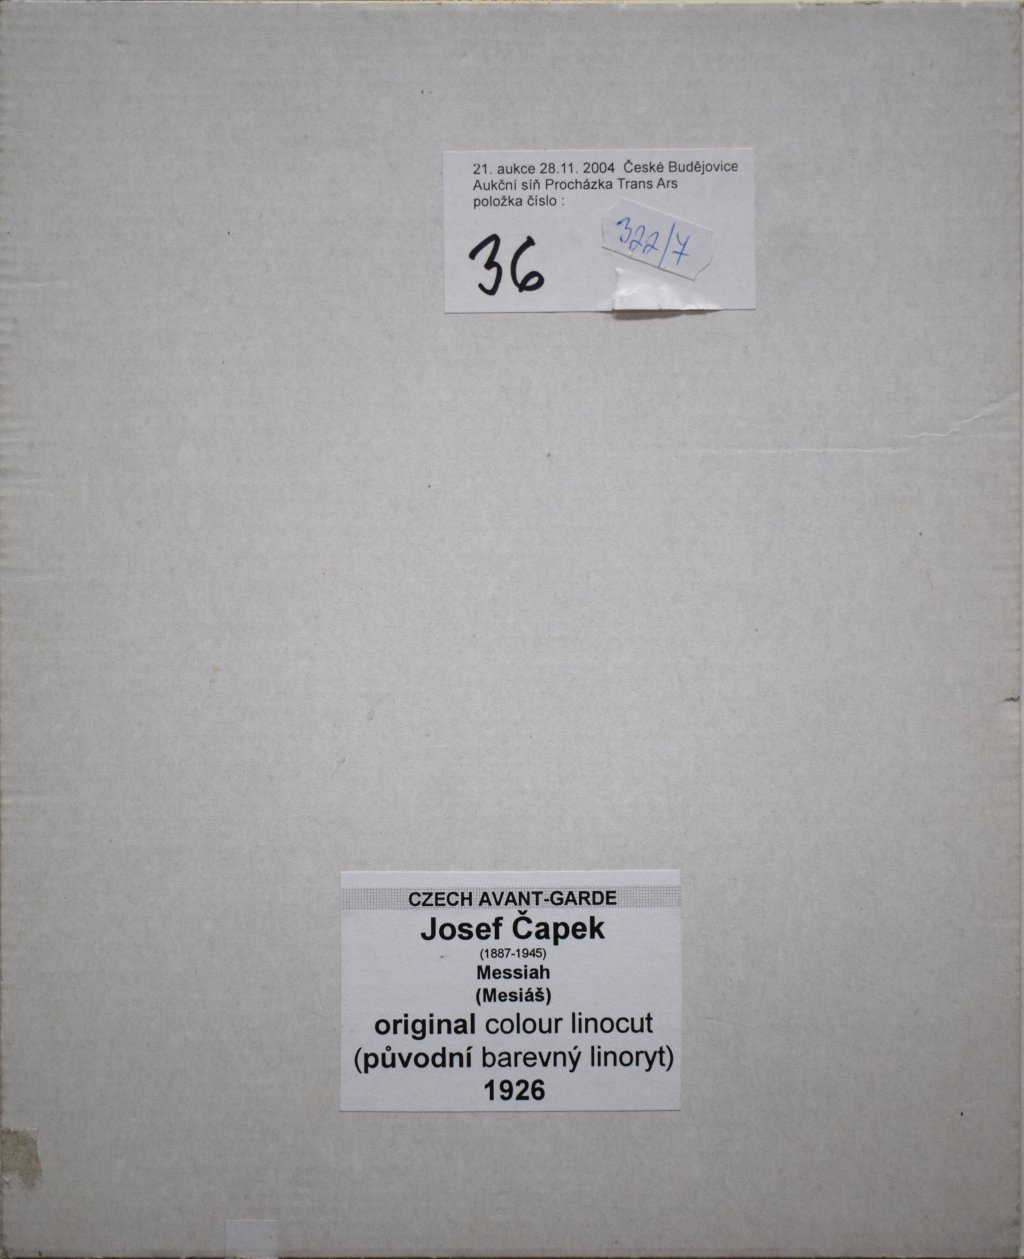 21. aukce 28.11. 2004 České Budějovice
Aukční síň Procházka Trans Ars
položka číslo :
36
322/7
CZECH AVANT-GARDE
Josef Čapek
(1887-1945)
Messiah
(Mesiáš)
original colour linocut
(původní barevný linoryt)
1926